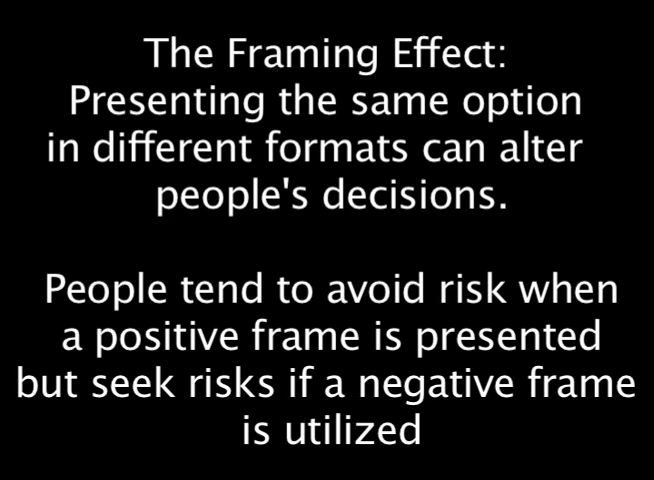 The Framing Effect:
Presenting the same option
in different formats can alter
people's decisions.
People tend to avoid risk when
a positive frame is presented
but seek risks if a negative frame
is utilized